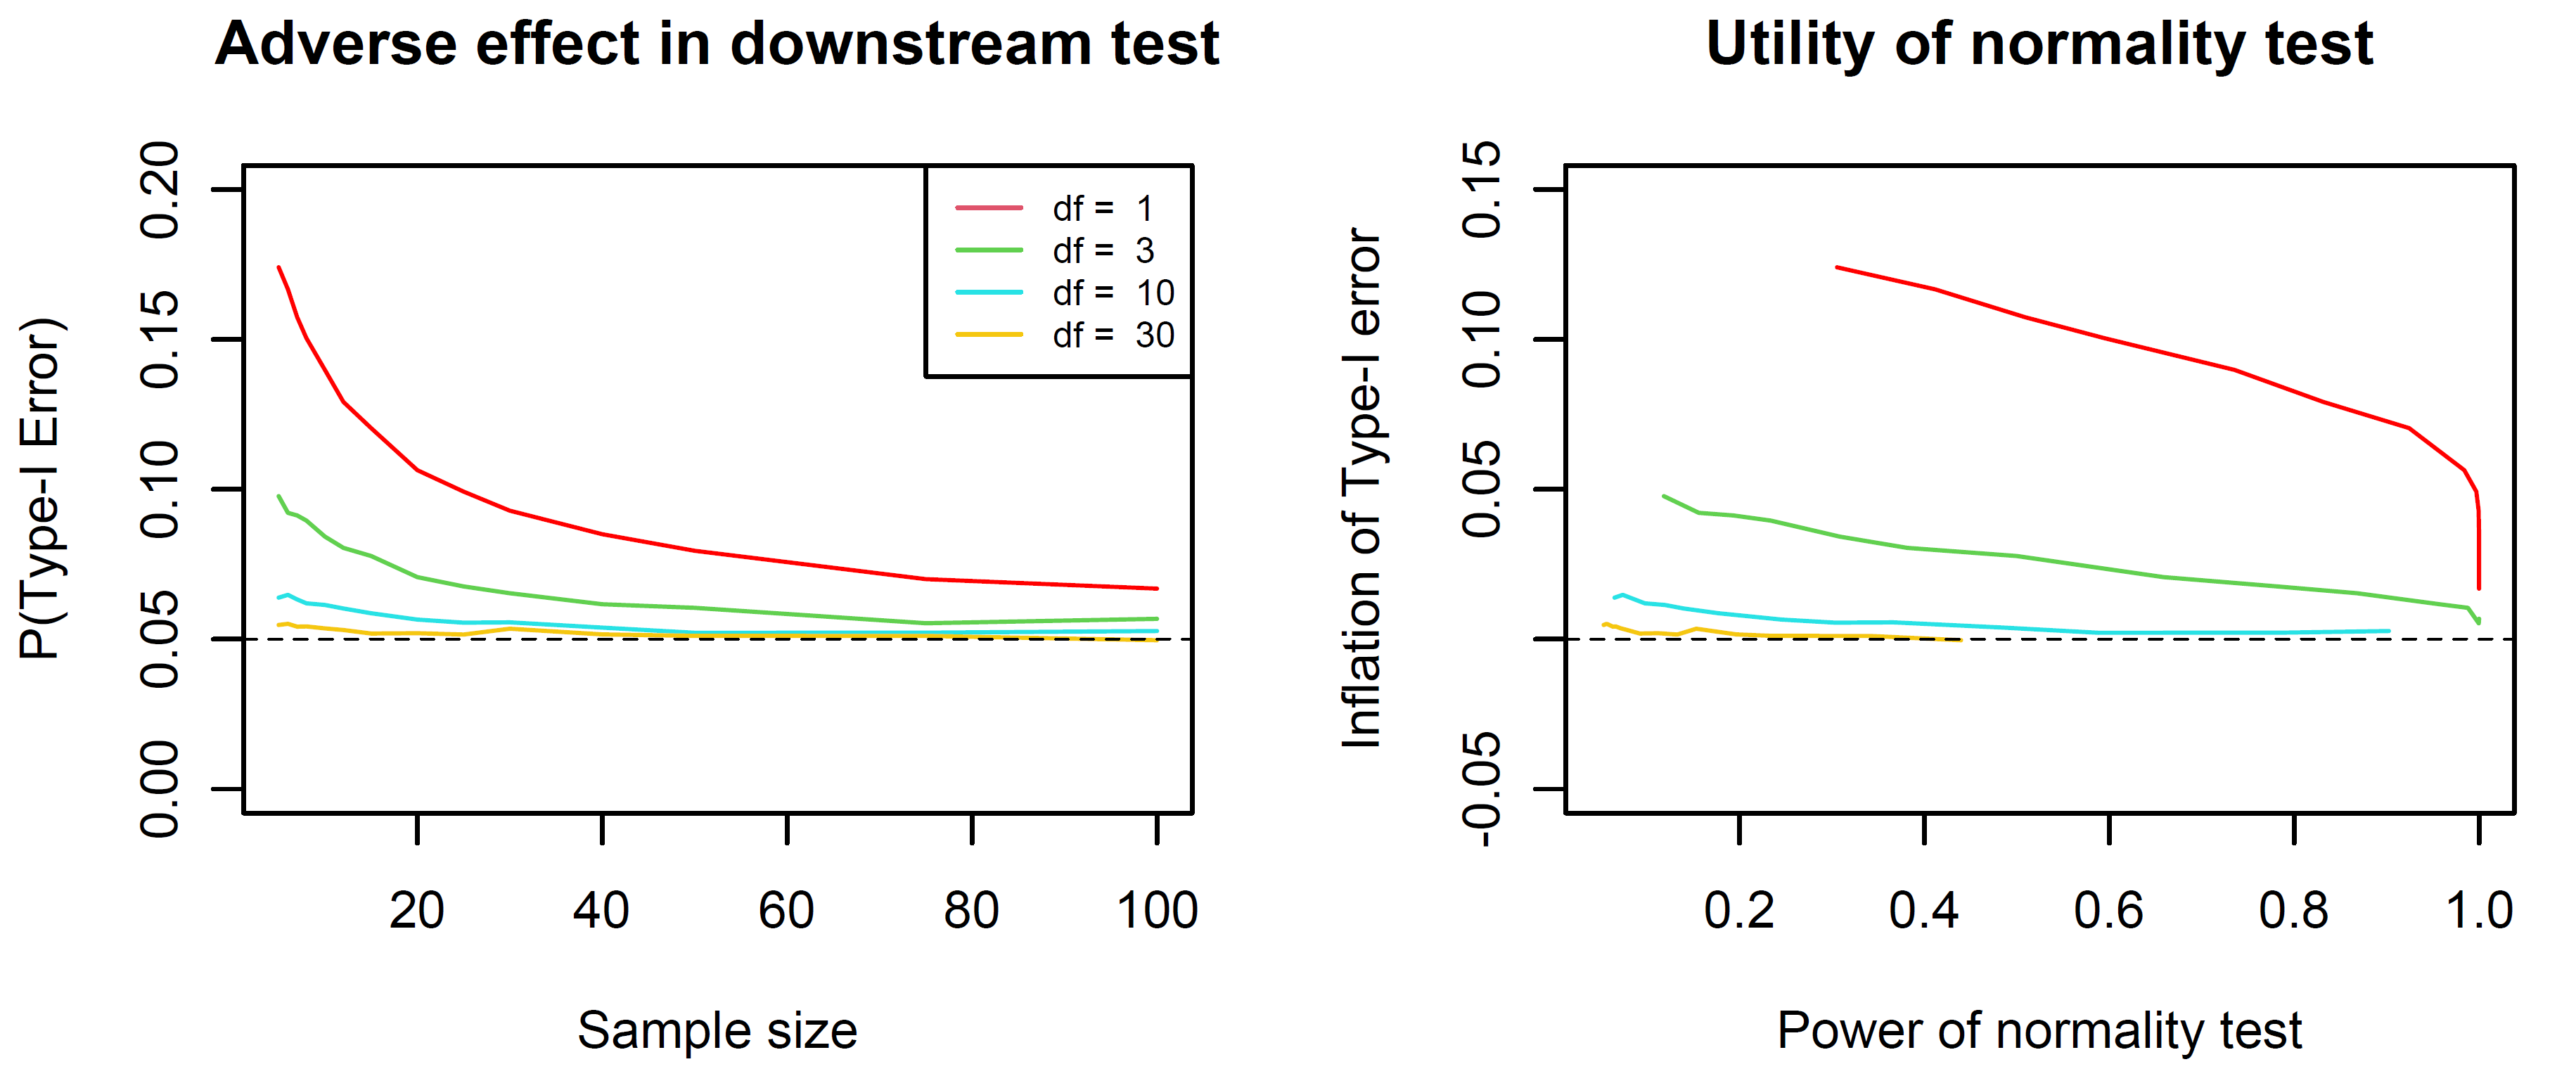 Adverse effect in downstream test
P(Type-I Error)
0.20
0.15
0.10
0.05
0.00
df = 1
df = 3
df = 10
df = 30
20 40 60 80 100
Sample size
Utility of normality test
Inflation of Type-I error
0.15
0.10
0.05
-0.05
0.2 0.4 0.6 0.8 1.0
Power of normality test